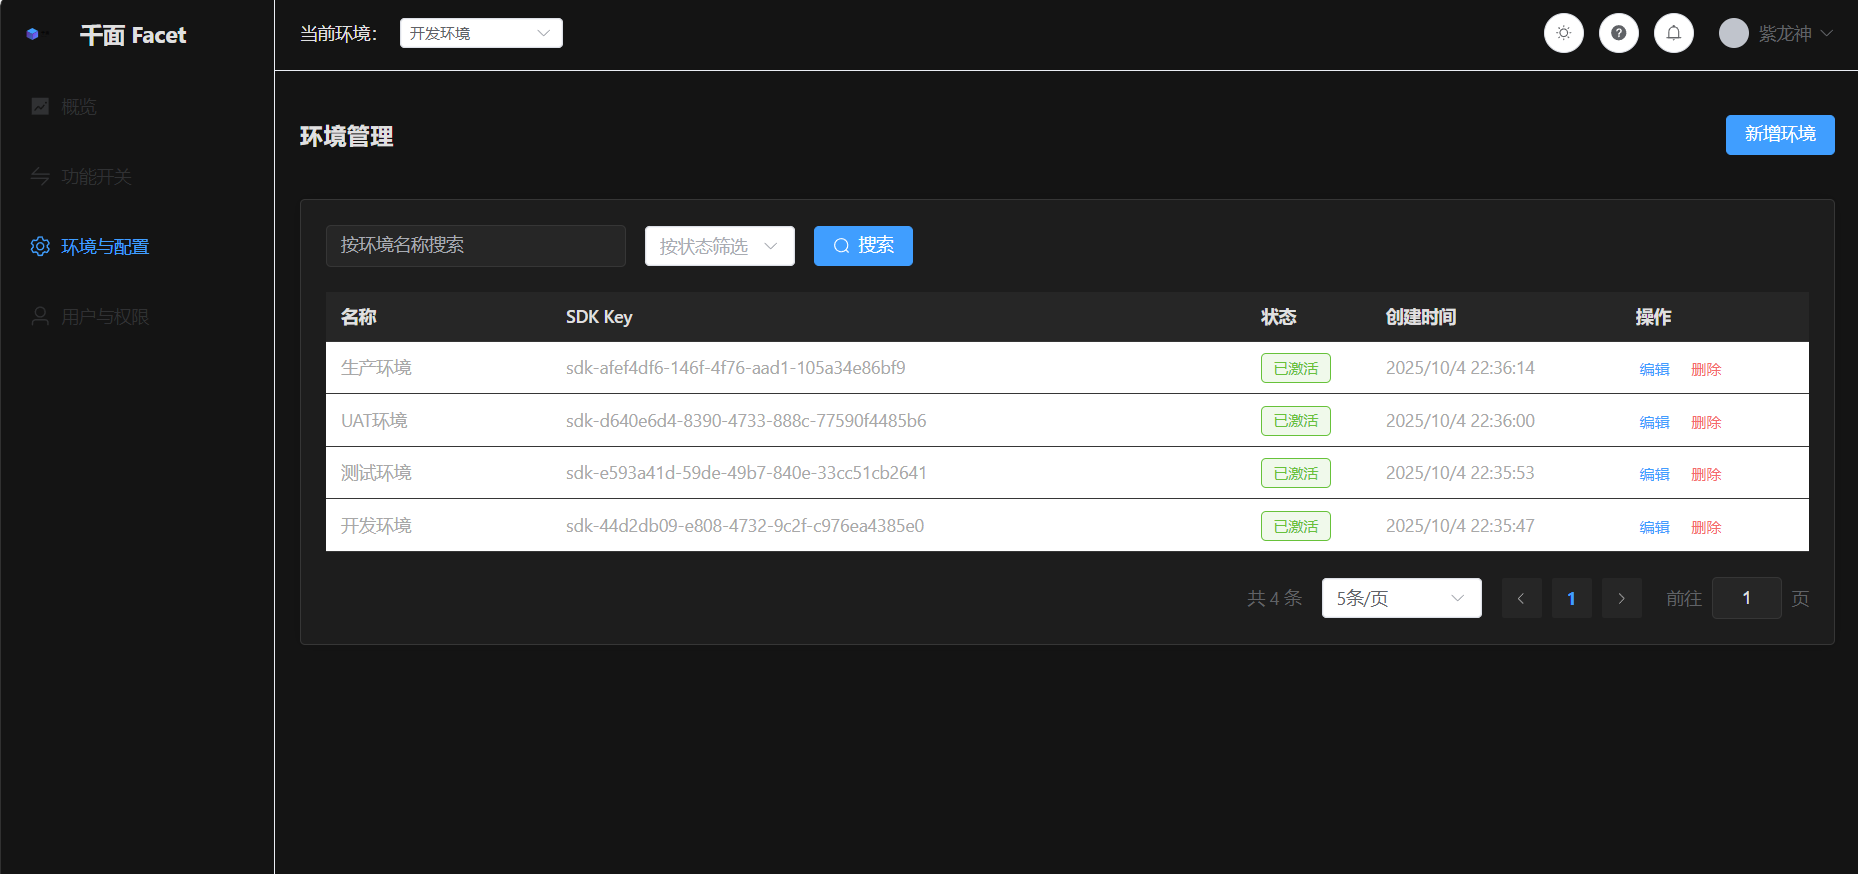 千面 Facet
当前环境：
开发环境
紫龙神
概览
功能开关
环境与配置
用户与权限
环境管理
新增环境
按环境名称搜索
按状态筛选
搜索
名称 SDK Key 状态 创建时间 操作
生产环境 sdk-afef4df6-146f-4f76-aad1-105a34e86bf9 已激活 2025/10/4 22:36:14 编辑 删除
UAT环境 sdk-d640e6d4-8390-4733-888c-77590f4485b6 已激活 2025/10/4 22:36:00 编辑 删除
测试环境 sdk-e593a41d-59de-49b7-840e-33cc51cb2641 已激活 2025/10/4 22:35:53 编辑 删除
开发环境 sdk-44d2db09-e808-4732-9c2f-c976ea4385e0 已激活 2025/10/4 22:35:47 编辑 删除
共 4 条 5条/页 1 前往 1 页